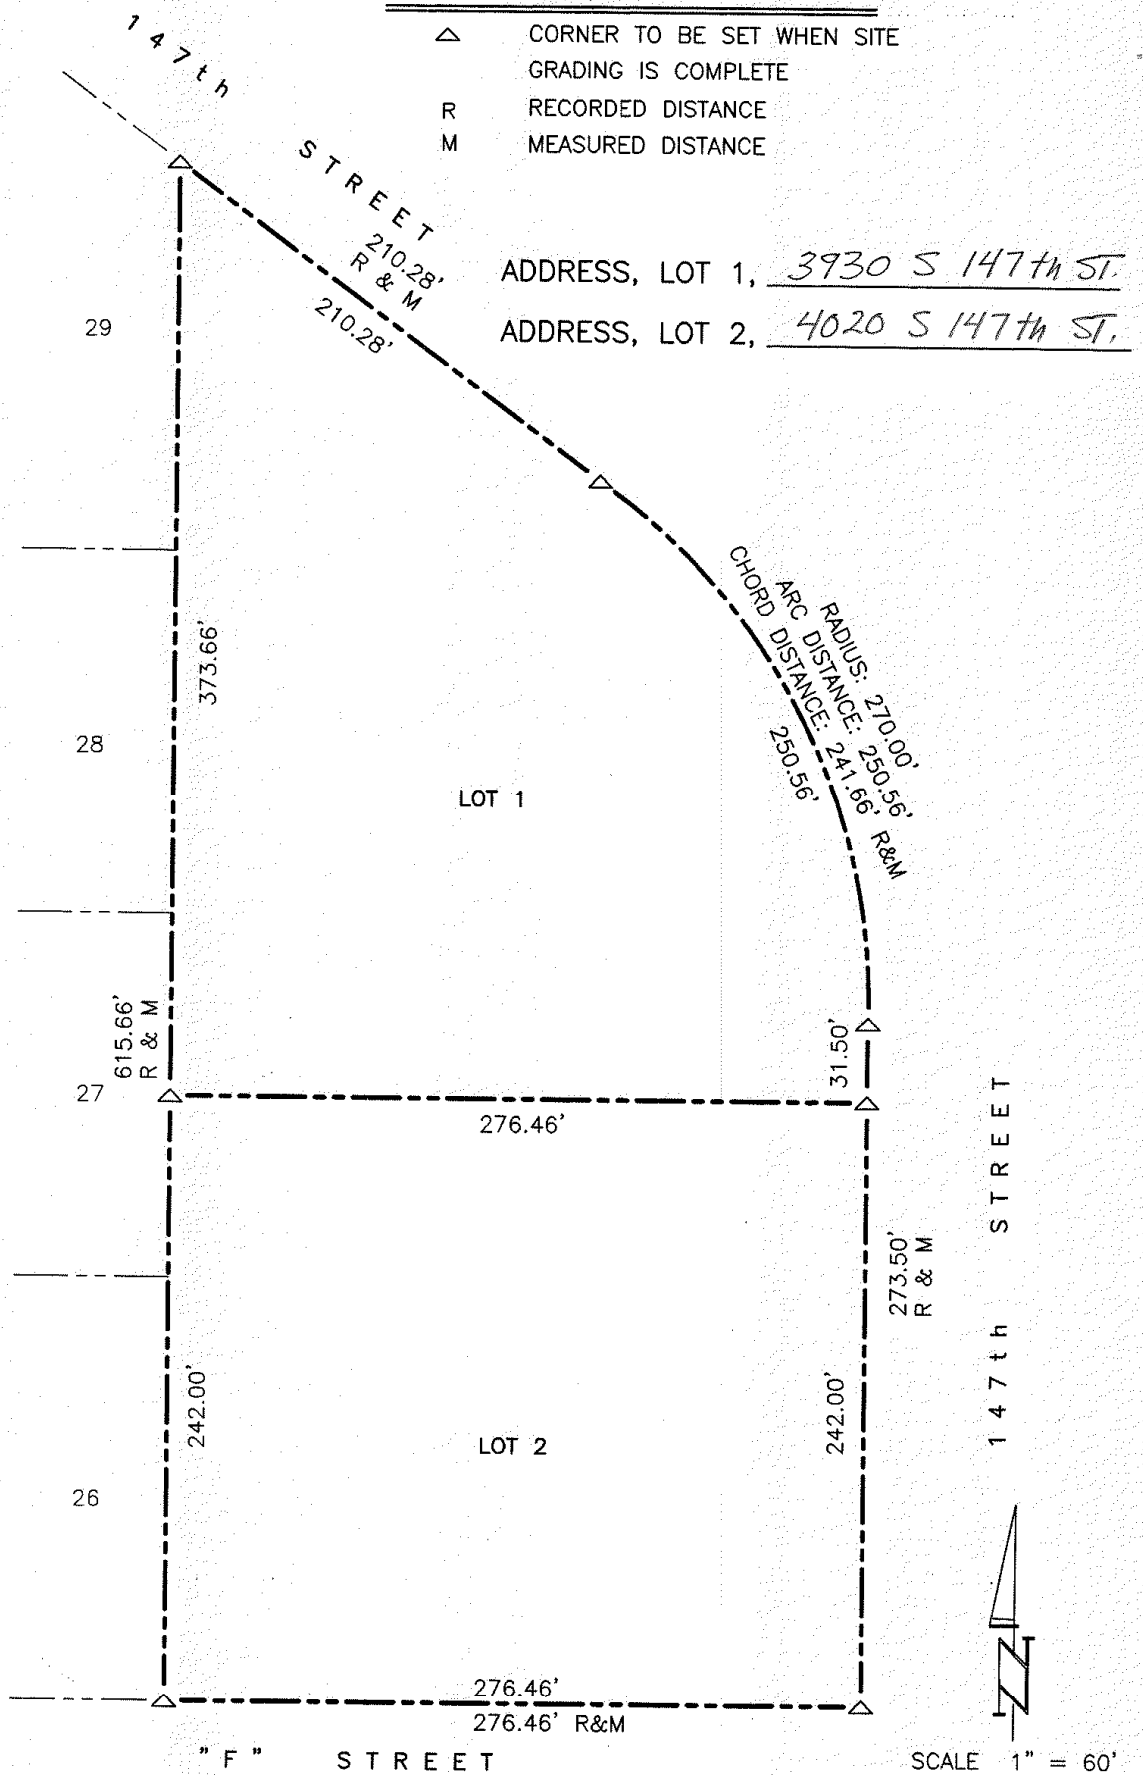 △ CORNER TO BE SET WHEN SITE
GRADING IS COMPLETE
R RECORDED DISTANCE
M MEASURED DISTANCE
147th STREET
210.28'
R & M
210.28'
ADDRESS, LOT 1, 3930 S 147th ST.
ADDRESS, LOT 2, 4020 S 147th ST.
29
373.66'
28
LOT 1
RADIUS: 270.00'
ARC DISTANCE: 250.56'
CHORD DISTANCE: 241.66' R&M
250.56'
615.66'
R & M
27
31.50'
276.46'
147th STREET
273.50'
R & M
242.00'
242.00'
LOT 2
26
276.46'
276.46' R&M
"F" STREET
N
SCALE 1" = 60'